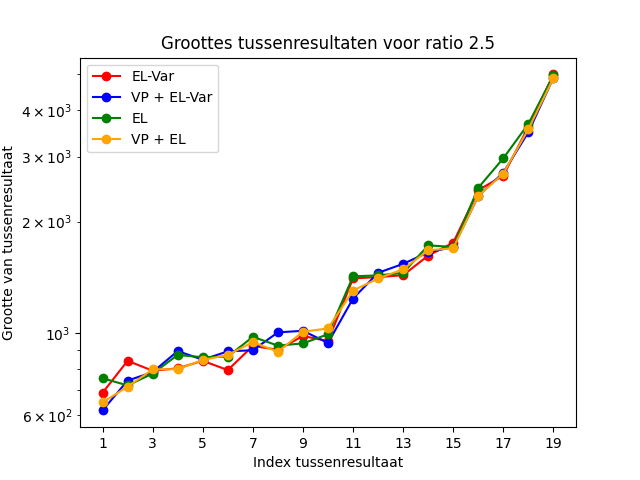 Groottes tussenresultaten voor ratio 2.5
EL-Var
VP + EL-Var
EL
VP + EL
Grootte van tussenresultaat
4 × 10³
3 × 10³
2 × 10³
10³
6 × 10²
1 3 5 7 9 11 13 15 17 19
Index tussenresultaat